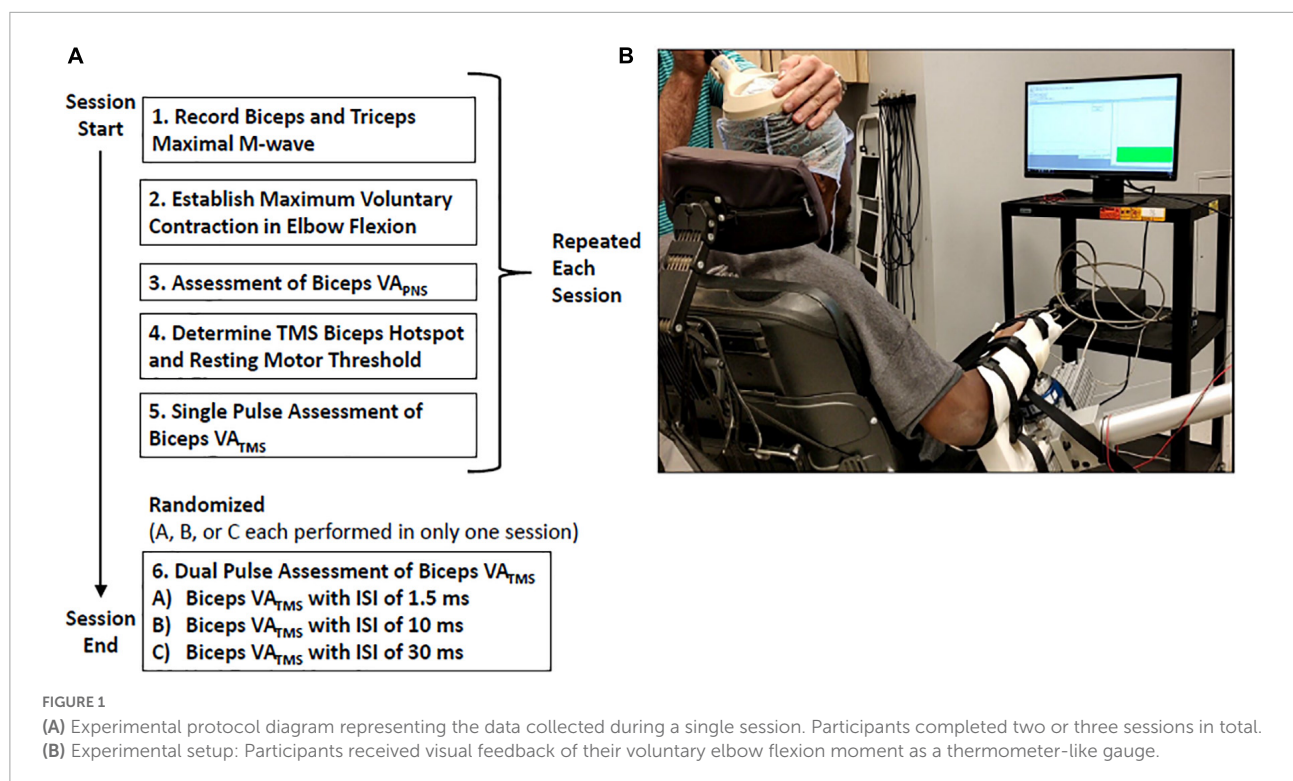 A
B
Session
Start
1. Record Biceps and Triceps
Maximal M-wave
2. Establish Maximum Voluntary
Contraction in Elbow Flexion
3. Assessment of Biceps VAPNS
4. Determine TMS Biceps Hotspot
and Resting Motor Threshold
5. Single Pulse Assessment of
Biceps VATMS
Repeated
Each
Session
Randomized
(A, B, or C each performed in only one session)
6. Dual Pulse Assessment of Biceps VATMS
A) Biceps VATMS with ISI of 1.5 ms
B) Biceps VATMS with ISI of 10 ms
C) Biceps VATMS with ISI of 30 ms
Session
End
FIGURE 1
(A) Experimental protocol diagram representing the data collected during a single session. Participants completed two or three sessions in total.
(B) Experimental setup: Participants received visual feedback of their voluntary elbow flexion moment as a thermometer-like gauge.